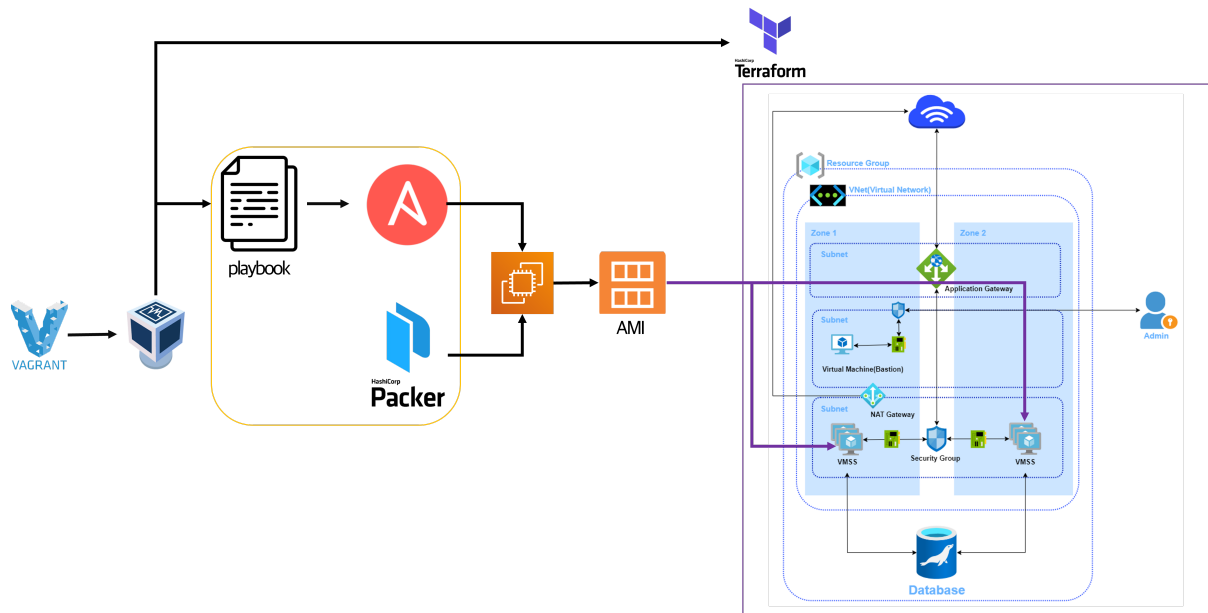 HashiCorp
Terraform
Resource Group
VNet(Virtual Network)
Zone 1
Zone 2
Subnet
Application Gateway
playbook
AMI
Subnet
Virtual Machine(Bastion)
Admin
VAGRANT
HashiCorp
Packer
NAT Gateway
Subnet
VMSS
Security Group
VMSS
Database